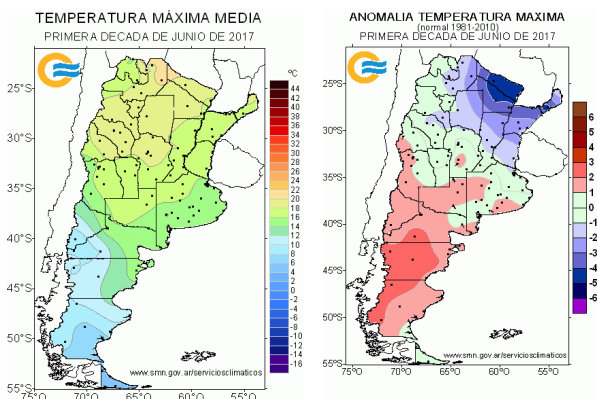 TEMPERATURA MÁXIMA MEDIA
PRIMERA DECADA DE JUNIO DE 2017
25°S
30°S
35°S
40°S
45°S
50°S
55°S
75°O
70°O
65°O
60°O
55°O
ºC
44
42
40
38
36
34
32
30
28
26
24
22
20
18
16
14
12
10
8
6
4
2
0
-2
-4
-6
-8
-10
-12
-14
-16
www.smn.gov.ar/serviciosclimaticos
ANOMALIA TEMPERATURA MAXIMA
(normal 1981-2010)
PRIMERA DECADA DE JUNIO DE 2017
25°S
30°S
35°S
40°S
45°S
50°S
55°S
75°O
70°O
65°O
60°O
55°O
6
5
4
3
2
1
0
-1
-2
-3
-4
-5
-6
www.smn.gov.ar/serviciosclimaticos